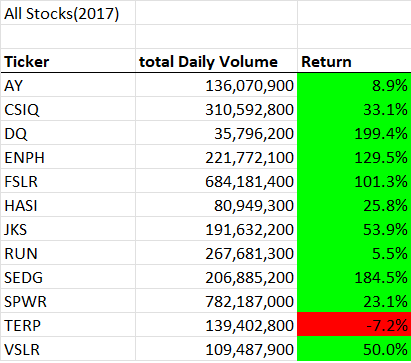 All Stocks(2017)
Ticker total Daily Volume Return
AY 136,070,900 8.9%
CSIQ 310,592,800 33.1%
DQ 35,796,200 199.4%
ENPH 221,772,100 129.5%
FSLR 684,181,400 101.3%
HASI 80,949,300 25.8%
JKS 191,632,200 53.9%
RUN 267,681,300 5.5%
SEDG 206,885,200 184.5%
SPWR 782,187,000 23.1%
TERP 139,402,800 -7.2%
VSLR 109,487,900 50.0%